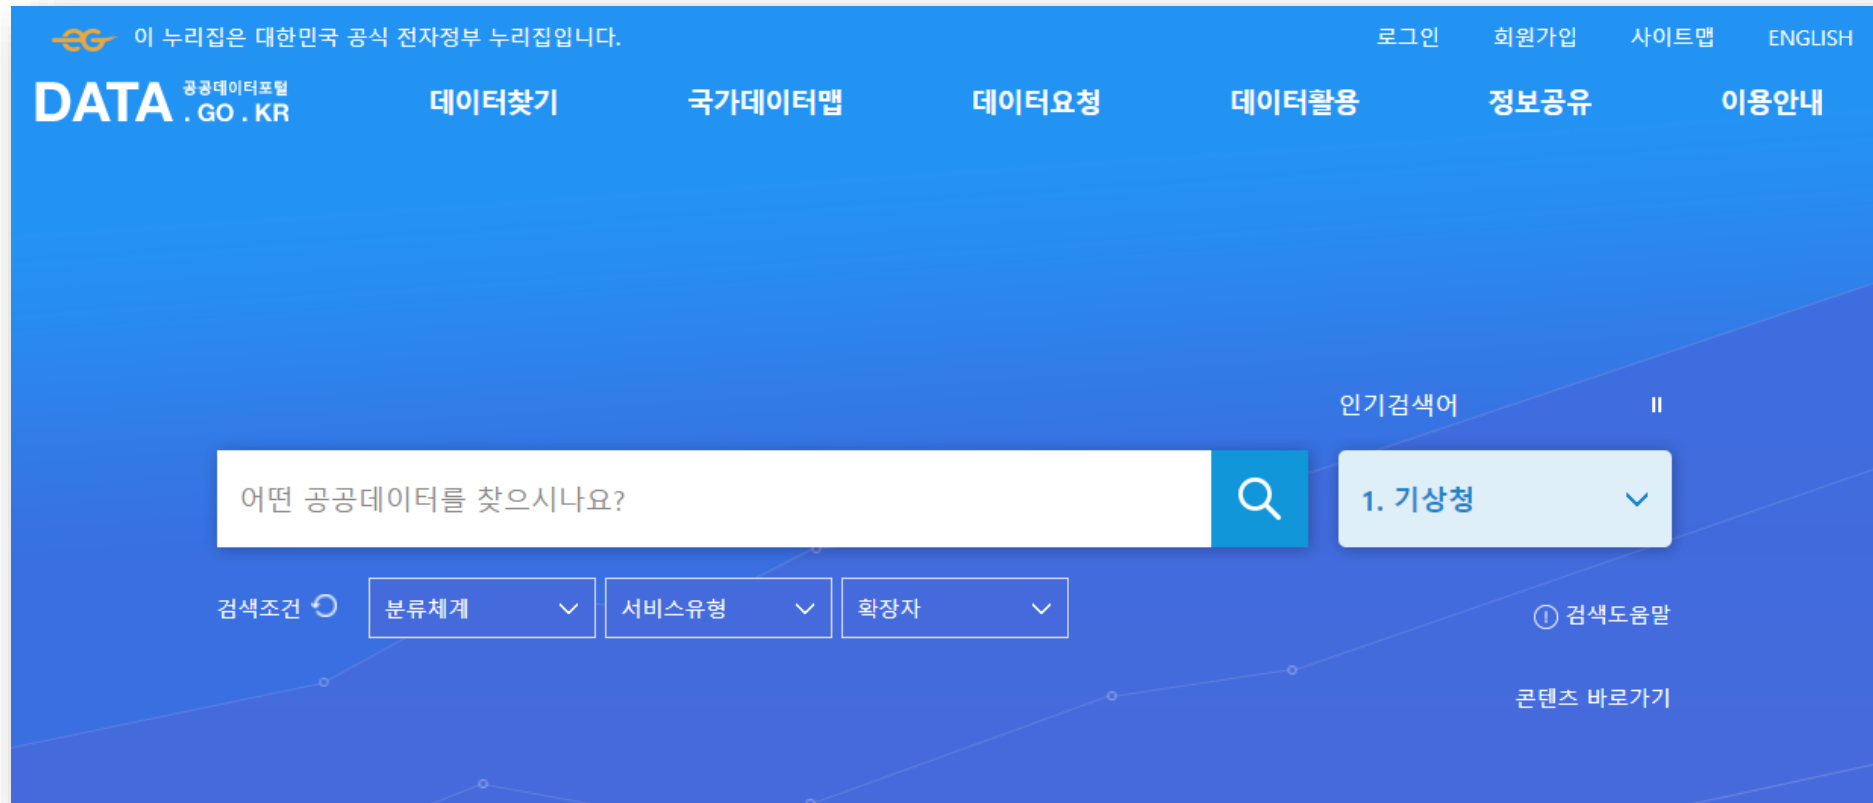 이 누리집은 대한민국 공식 전자정부 누리집입니다.
로그인 회원가입 사이트맵 ENGLISH
DATA 공공데이터포털 . GO . KR
데이터찾기 국가데이터맵 데이터요청 데이터활용 정보공유 이용안내
인기검색어
어떤 공공데이터를 찾으시나요?
1. 기상청
검색조건 분류체계 서비스유형 확장자
검색도움말
콘텐츠 바로가기